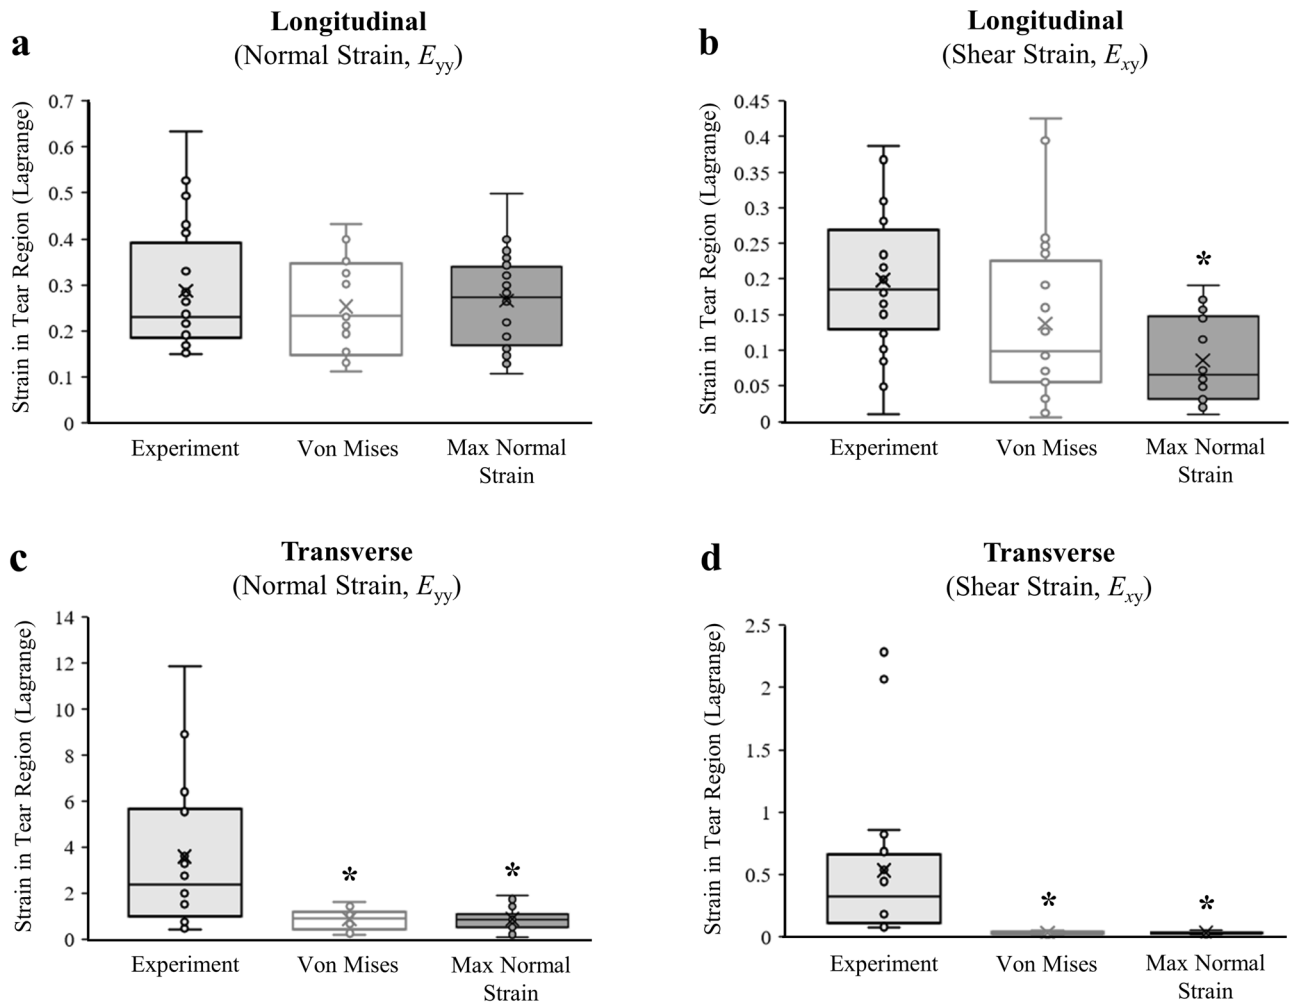 a
Longitudinal
(Normal Strain, Eyy)
Strain in Tear Region (Lagrange)
0.7
0.6
0.5
0.4
0.3
0.2
0.1
0
Experiment
Von Mises
Max Normal
Strain
b
Longitudinal
(Shear Strain, Exy)
Strain in Tear Region (Lagrange)
0.45
0.4
0.35
0.3
0.25
0.2
0.15
0.1
0.05
0
*
Experiment
Von Mises
Max Normal
Strain
c
Transverse
(Normal Strain, Eyy)
Strain in Tear Region (Lagrange)
14
12
10
8
6
4
2
0
*
*
Experiment
Von Mises
Max Normal
Strain
d
Transverse
(Shear Strain, Exy)
Strain in Tear Region (Lagrange)
2.5
2
1.5
1
0.5
0
*
*
Experiment
Von Mises
Max Normal
Strain